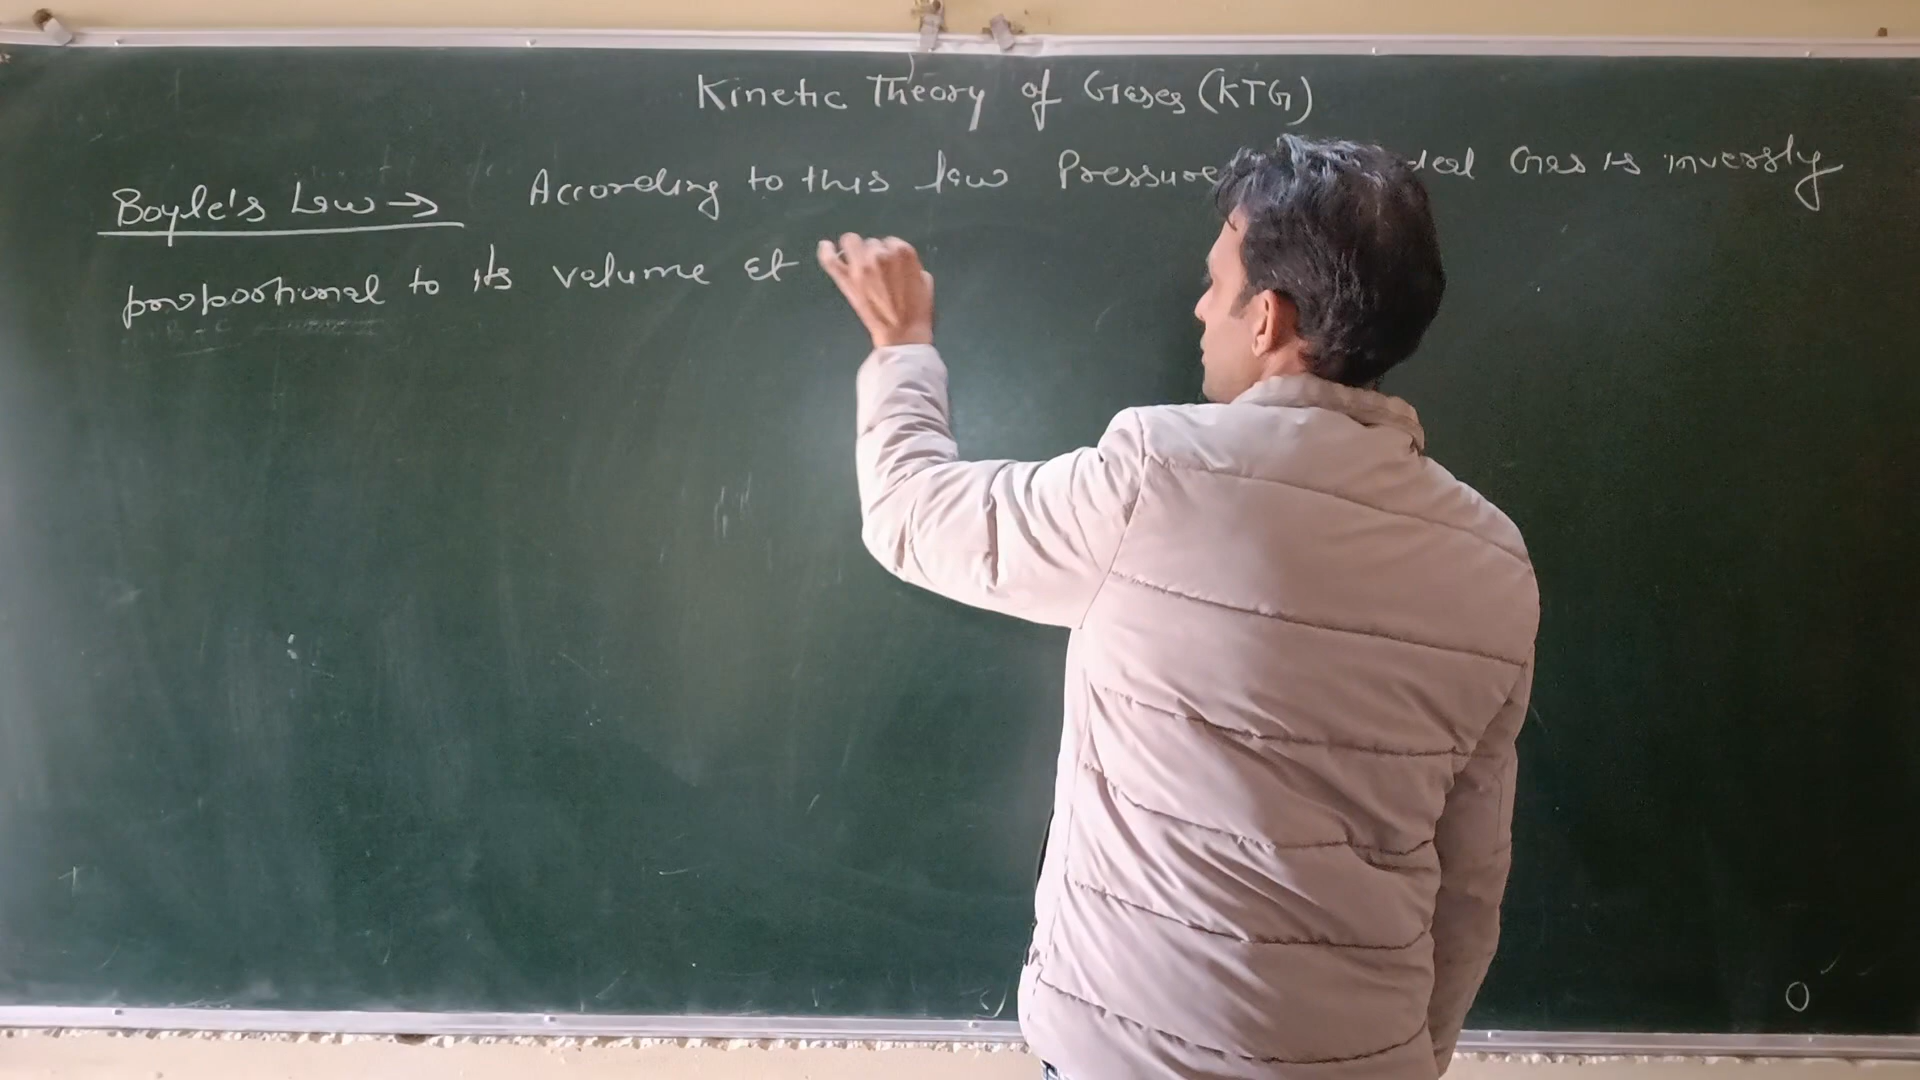 Kinetic Theory of Gases (KTG)
Boyle's Law → According to this law Pressure Gas is inversly
proportional to its volume at
0